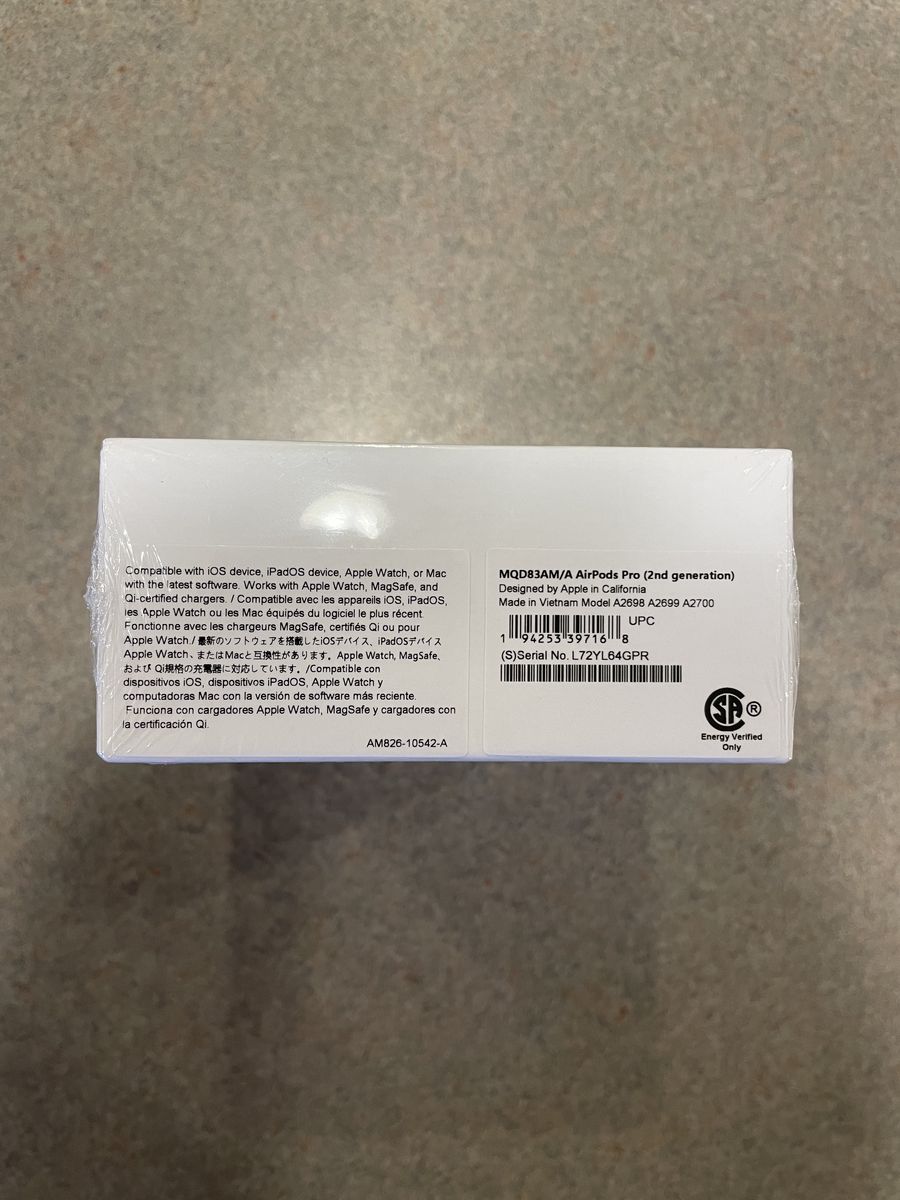 Compatible with iOS device, iPadOS device, Apple Watch, or Mac
with the latest software. Works with Apple Watch, MagSafe, and
Qi-certified chargers. / Compatible avec les appareils iOS, iPadOS,
les Apple Watch ou les Mac équipés du logiciel le plus récent.
Fonctionne avec les chargeurs MagSafe, certifiés Qi ou pour
Apple Watch./ 最新のソフトウェアを搭載したiOSデバイス、iPadOSデバイス
Apple Watch、またはMacと互換性があります。Apple Watch, MagSafe、
および Qi規格の充電器に対応しています。/Compatible con
dispositivos iOS, dispositivos iPadOS, Apple Watch y
computadoras Mac con la versión de software más reciente.
Funciona con cargadores Apple Watch, MagSafe y cargadores con
la certificación Qi.
AM826-10542-A
MQD83AM/A AirPods Pro (2nd generation)
Designed by Apple in California
Made in Vietnam Model A2698 A2699 A2700
UPC
1 94253 39716 8
(S)Serial No. L72YL64GPR
SA ®
Energy Verified
Only